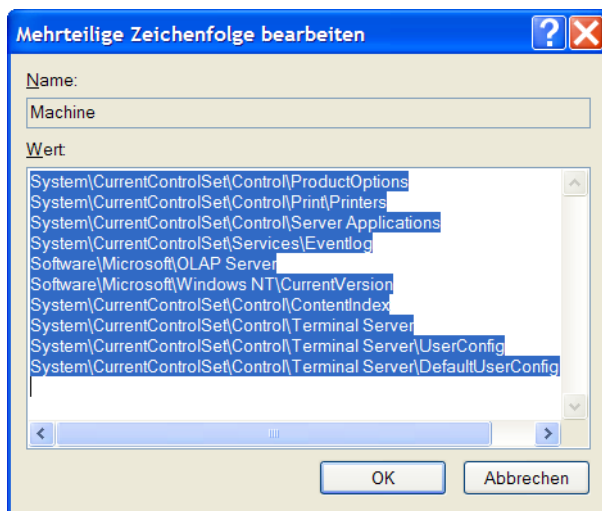 Mehrteilige Zeichenfolge bearbeiten
Name:
Machine
Wert:
System\CurrentControlSet\Control\ProductOptions
System\CurrentControlSet\Control\Print\Printers
System\CurrentControlSet\Control\Server Applications
System\CurrentControlSet\Services\Eventlog
Software\Microsoft\OLAP Server
Software\Microsoft\Windows NT\CurrentVersion
System\CurrentControlSet\Control\ContentIndex
System\CurrentControlSet\Control\Terminal Server
System\CurrentControlSet\Control\Terminal Server\UserConfig
System\CurrentControlSet\Control\Terminal Server\DefaultUserConfig
OK Abbrechen